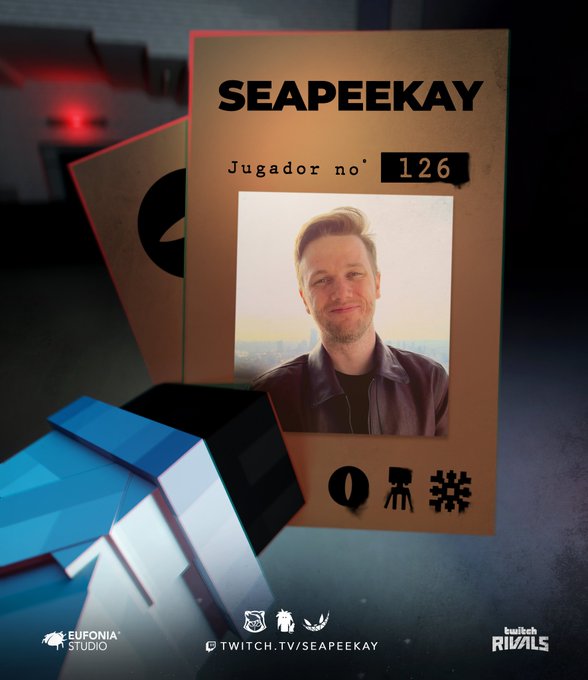 SEAPEEKAY
Jugador no° 126
EUFONIA®
STUDIO
TWITCH.TV/SEAPEEKAY
twitch
RIVALS